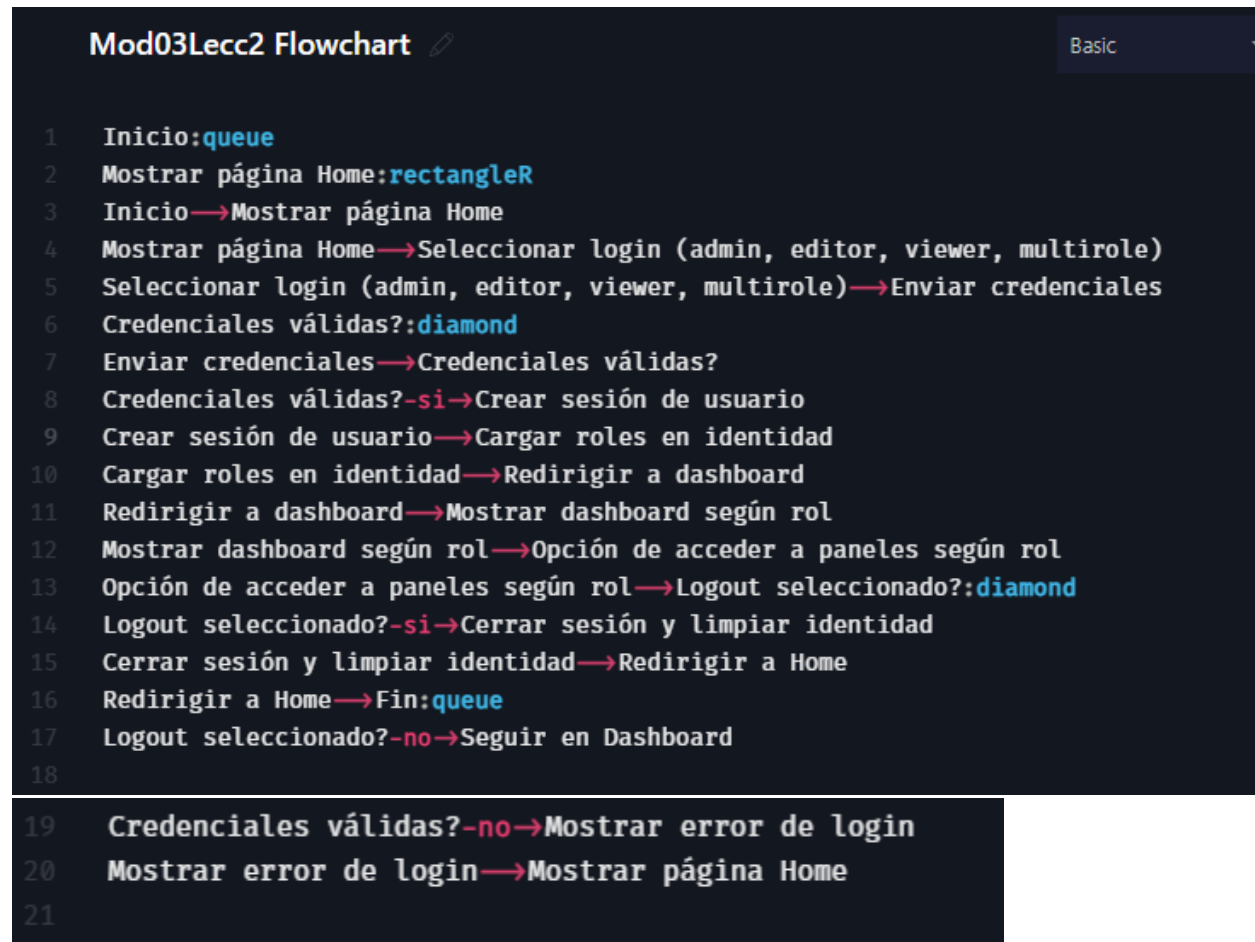 Mod03Lecc2 Flowchart
Basic
1 Inicio:queue
2 Mostrar página Home:rectangleR
3 Inicio⟶Mostrar página Home
4 Mostrar página Home⟶Seleccionar login (admin, editor, viewer, multirole)
5 Seleccionar login (admin, editor, viewer, multirole)⟶Enviar credenciales
6 Credenciales válidas?:diamond
7 Enviar credenciales⟶Credenciales válidas?
8 Credenciales válidas?-si→Crear sesión de usuario
9 Crear sesión de usuario⟶Cargar roles en identidad
10 Cargar roles en identidad⟶Redirigir a dashboard
11 Redirigir a dashboard⟶Mostrar dashboard según rol
12 Mostrar dashboard según rol⟶Opción de acceder a paneles según rol
13 Opción de acceder a paneles según rol⟶Logout seleccionado?:diamond
14 Logout seleccionado?-si→Cerrar sesión y limpiar identidad
15 Cerrar sesión y limpiar identidad⟶Redirigir a Home
16 Redirigir a Home⟶Fin:queue
17 Logout seleccionado?-no→Seguir en Dashboard
18
19 Credenciales válidas?-no→Mostrar error de login
20 Mostrar error de login⟶Mostrar página Home
21